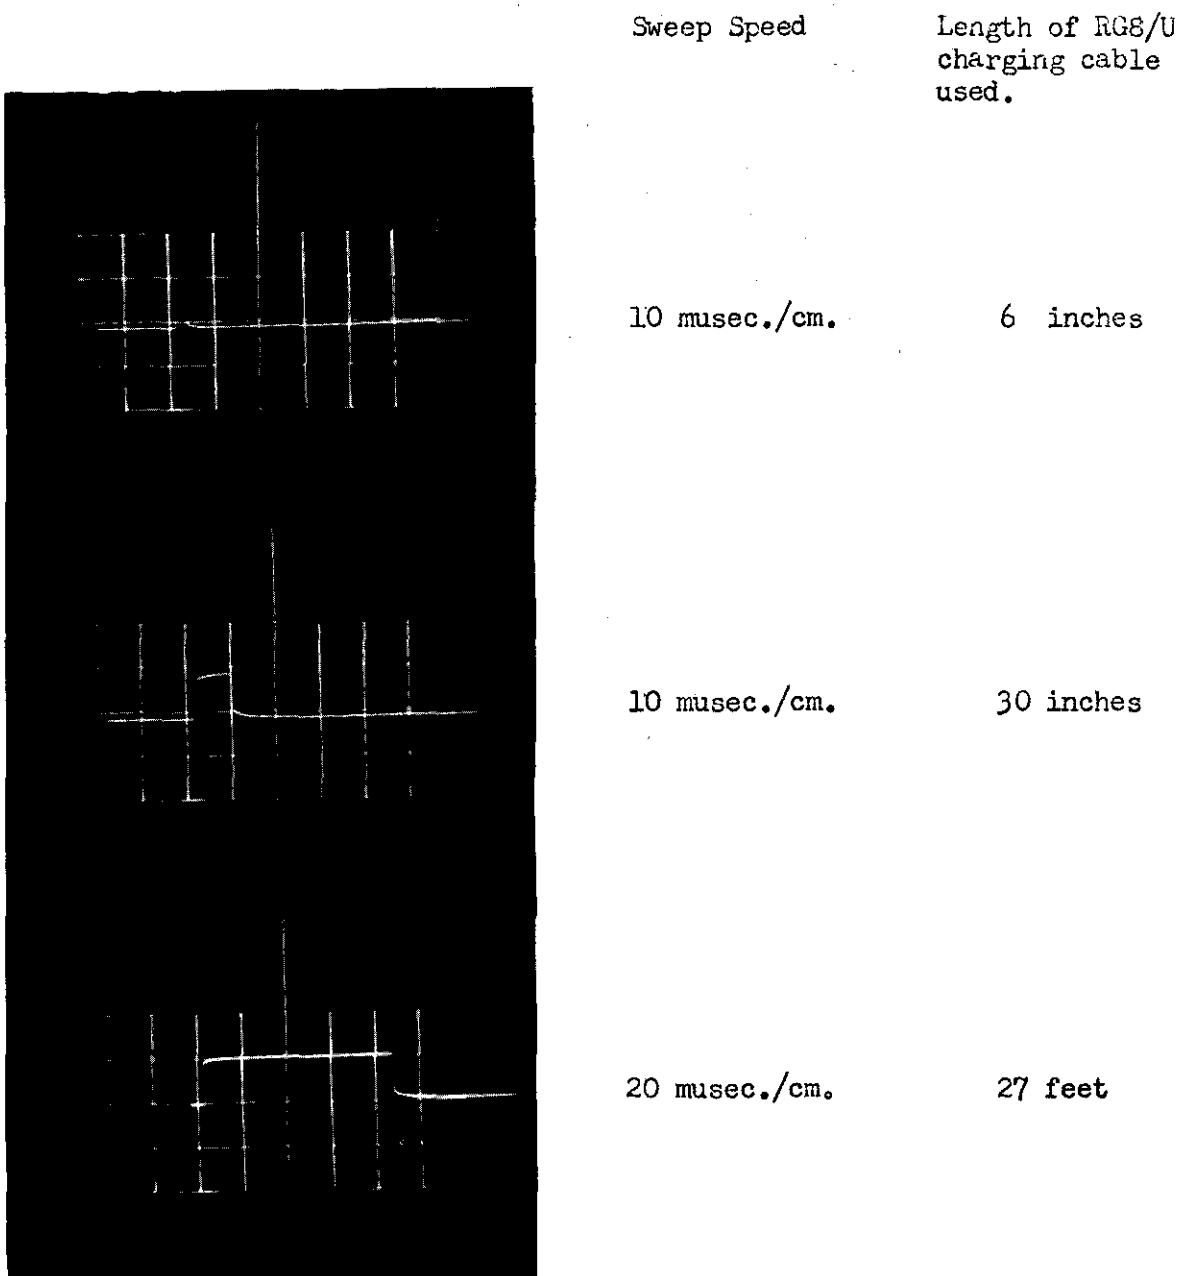 Sweep Speed
Length of RG8/U
charging cable
used.
10 musec./cm.
6 inches
10 musec./cm.
30 inches
20 musec./cm.
27 feet